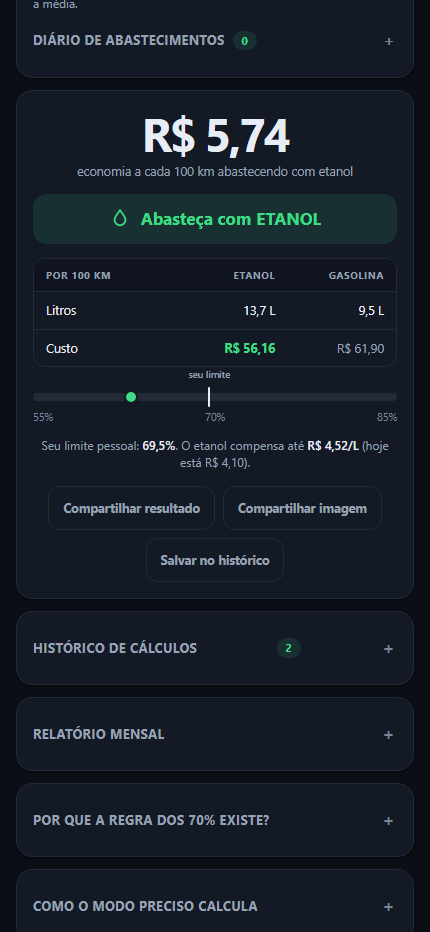 a média.
DIÁRIO DE ABASTECIMENTOS 0 +
R$ 5,74
economia a cada 100 km abastecendo com etanol
Abasteça com ETANOL
POR 100 KM ETANOL GASOLINA
Litros 13,7 L 9,5 L
Custo R$ 56,16 R$ 61,90
seu limite
55% 70% 85%
Seu limite pessoal: 69,5%. O etanol compensa até R$ 4,52/L (hoje
está R$ 4,10).
Compartilhar resultado Compartilhar imagem
Salvar no histórico
HISTÓRICO DE CÁLCULOS 2 +
RELATÓRIO MENSAL +
POR QUE A REGRA DOS 70% EXISTE? +
COMO O MODO PRECISO CALCULA +